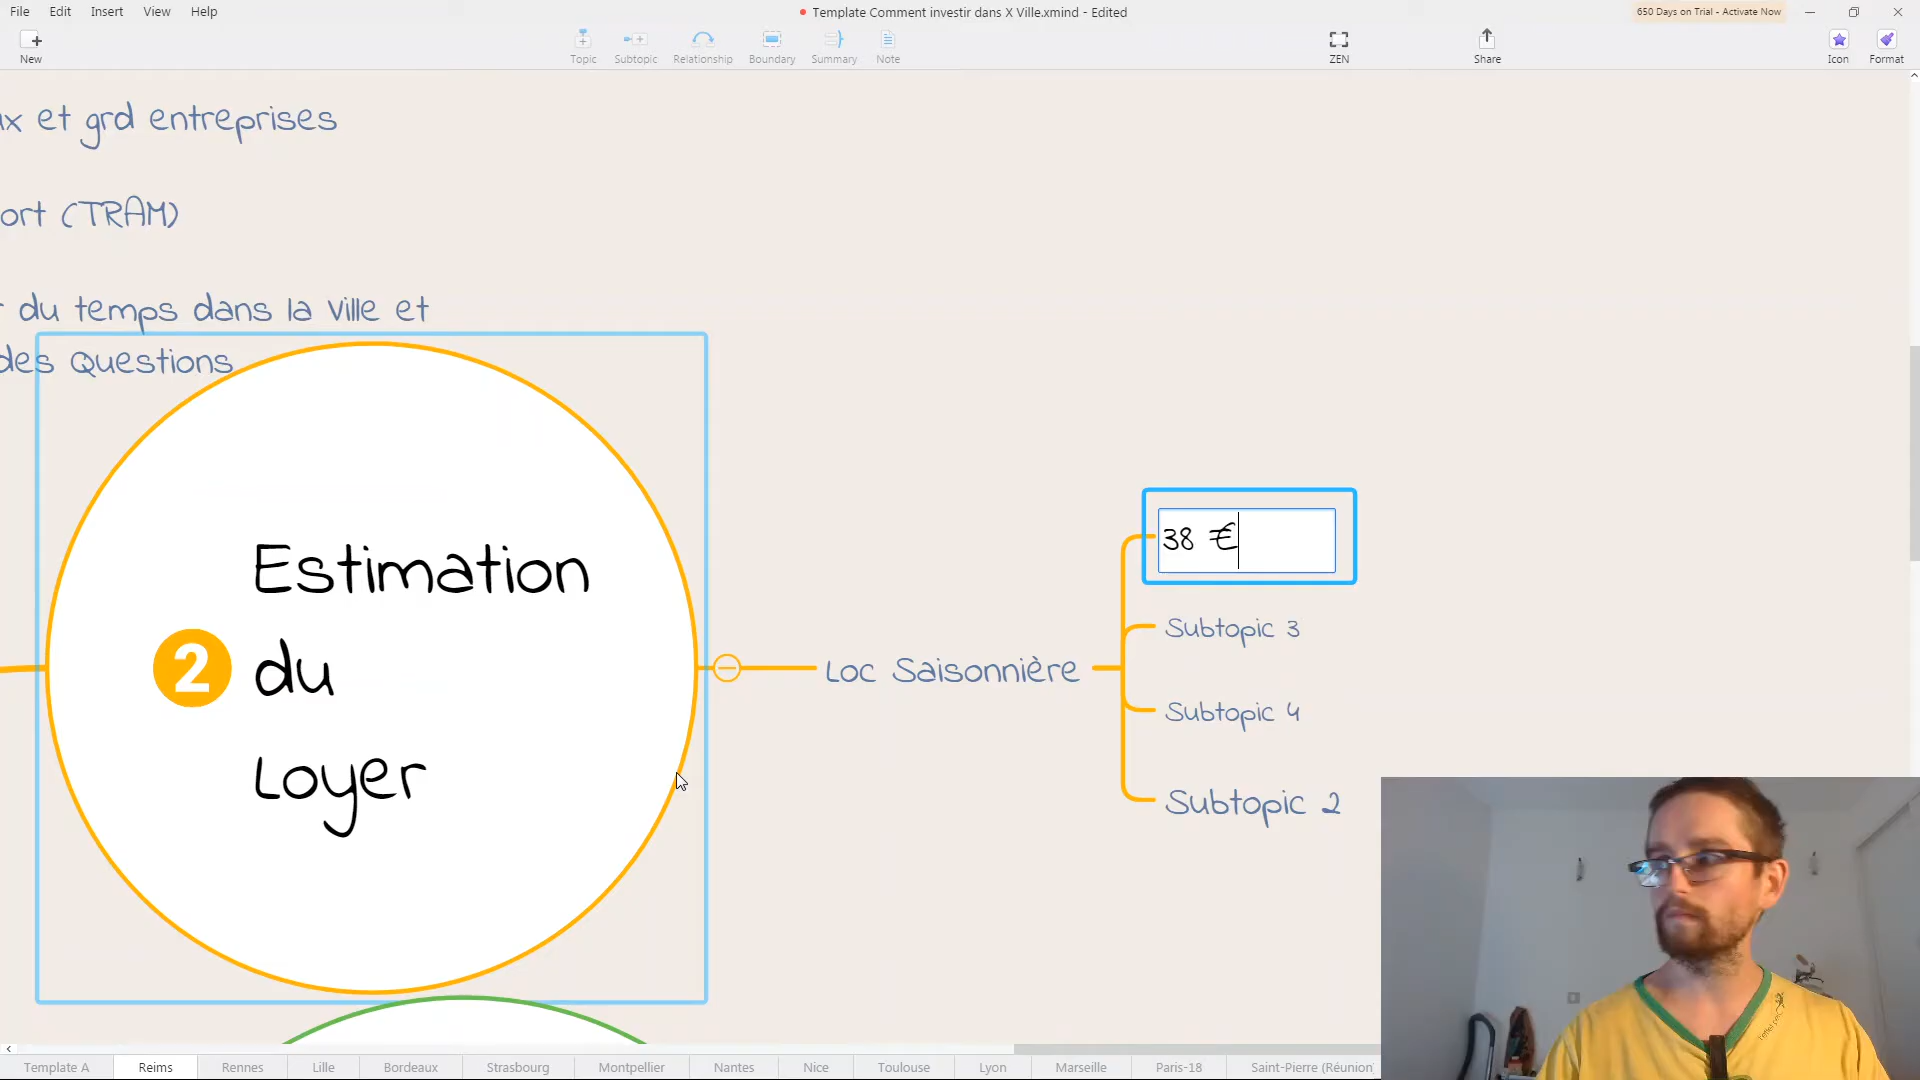 File Edit Insert View Help
Template Comment investir dans X Ville.xmind - Edited
650 Days on Trial - Activate Now
New
Topic Subtopic Relationship Boundary Summary Note
ZEN
Share
Icon Format
x et grd entreprises
ort (TRAM)
du temps dans la ville et
des Questions
2 Estimation
du
Loyer
Loc Saisonnière
38 €
Subtopic 3
Subtopic 4
Subtopic 2
Template A Reims Rennes Lille Bordeaux Strasbourg Montpellier Nantes Nice Toulouse Lyon Marseille Paris-18 Saint-Pierre (Réunion)